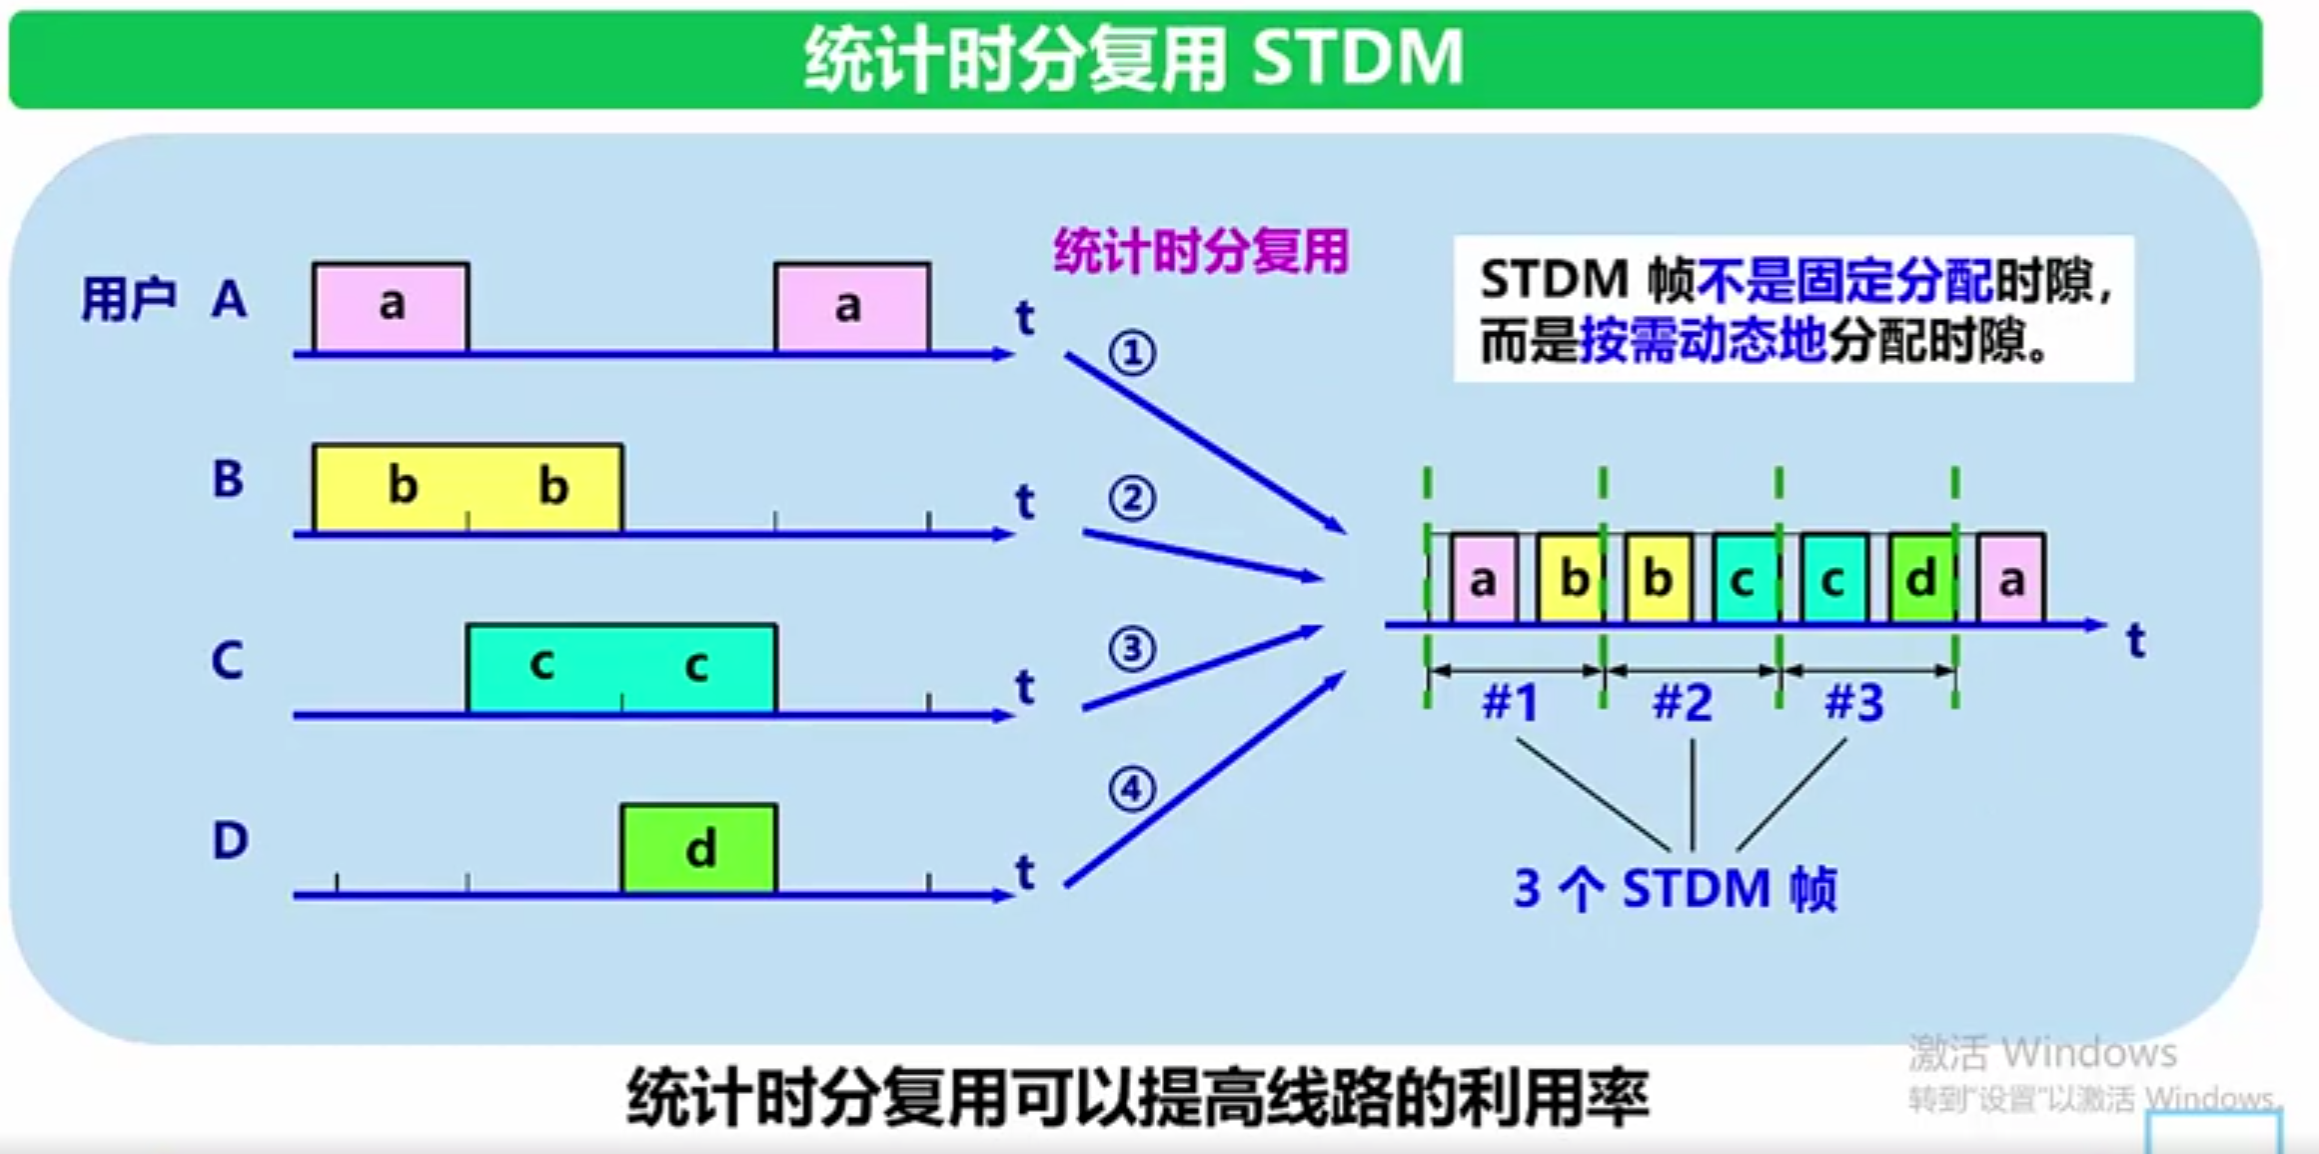 统计时分复用 STDM
统计时分复用
STDM 帧不是固定分配时隙，
而是按需动态地分配时隙。
用户 A
a
a
t
①
B
b
b
t
②
C
c
c
t
③
D
d
t
④
a
b
b
c
c
d
a
t
#1
#2
#3
3 个 STDM 帧
统计时分复用可以提高线路的利用率
激活 Windows
转到"设置"以激活 Windows。